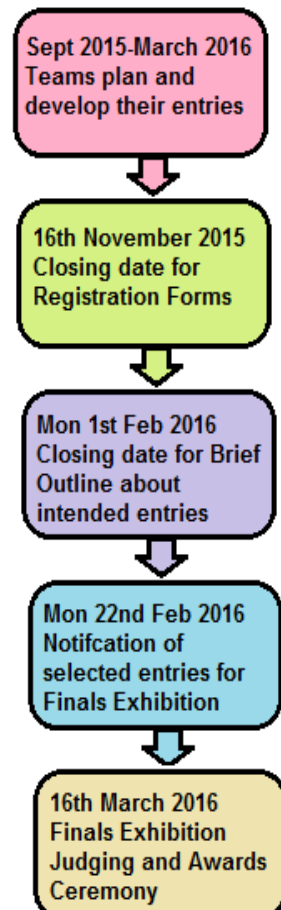 Sept 2015-March 2016
Teams plan and
develop their entries
16th November 2015
Closing date for
Registration Forms
Mon 1st Feb 2016
Closing date for Brief
Outline about
intended entries
Mon 22nd Feb 2016
Notifcation of
selected entries for
Finals Exhibition
16th March 2016
Finals Exhibition
Judging and Awards
Ceremony